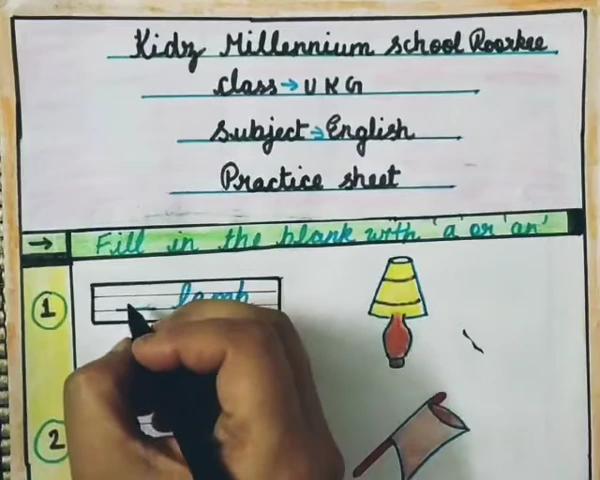 Kidz Millennium school Roorkee
class→UKG
subject→English
Practice sheet
→ Fill in the blank with 'a' or 'an'
1 lamb
2